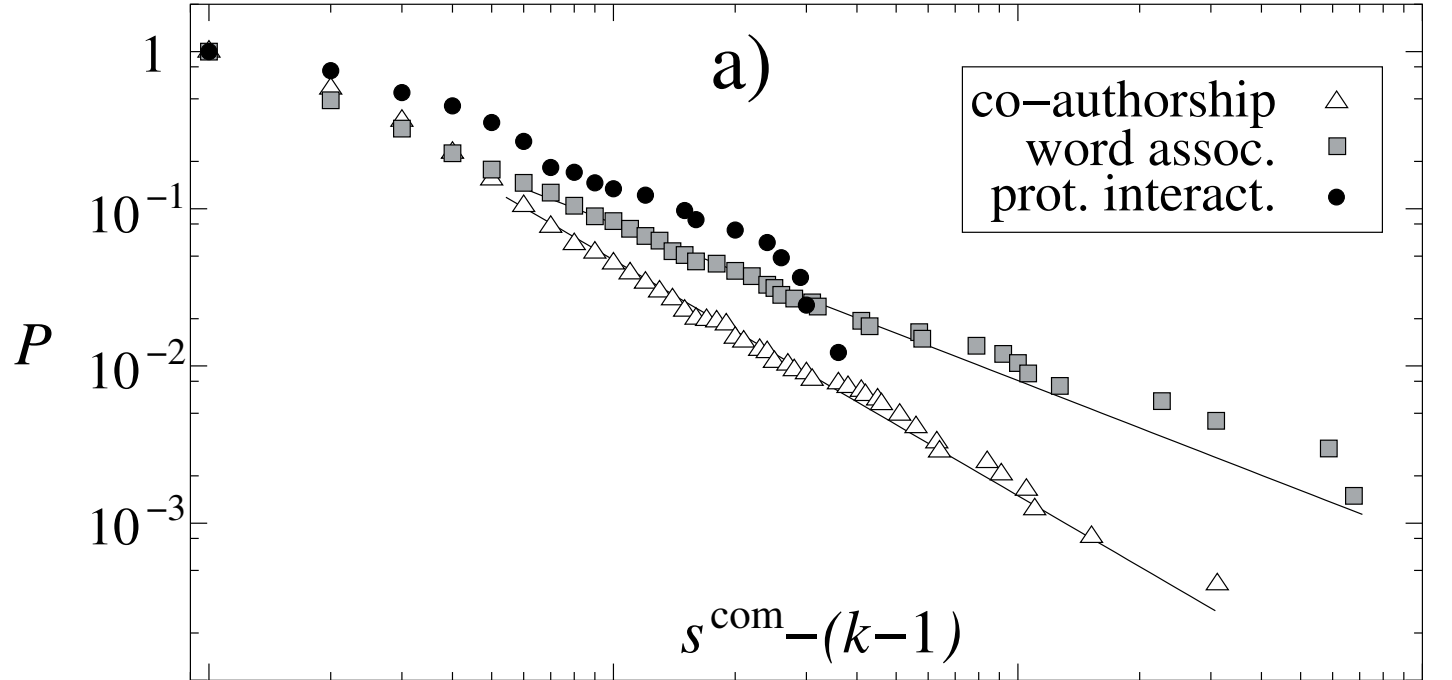 a)
1
10⁻¹
10⁻²
10⁻³
P
co−authorship
word assoc.
prot. interact.
s^com−(k−1)